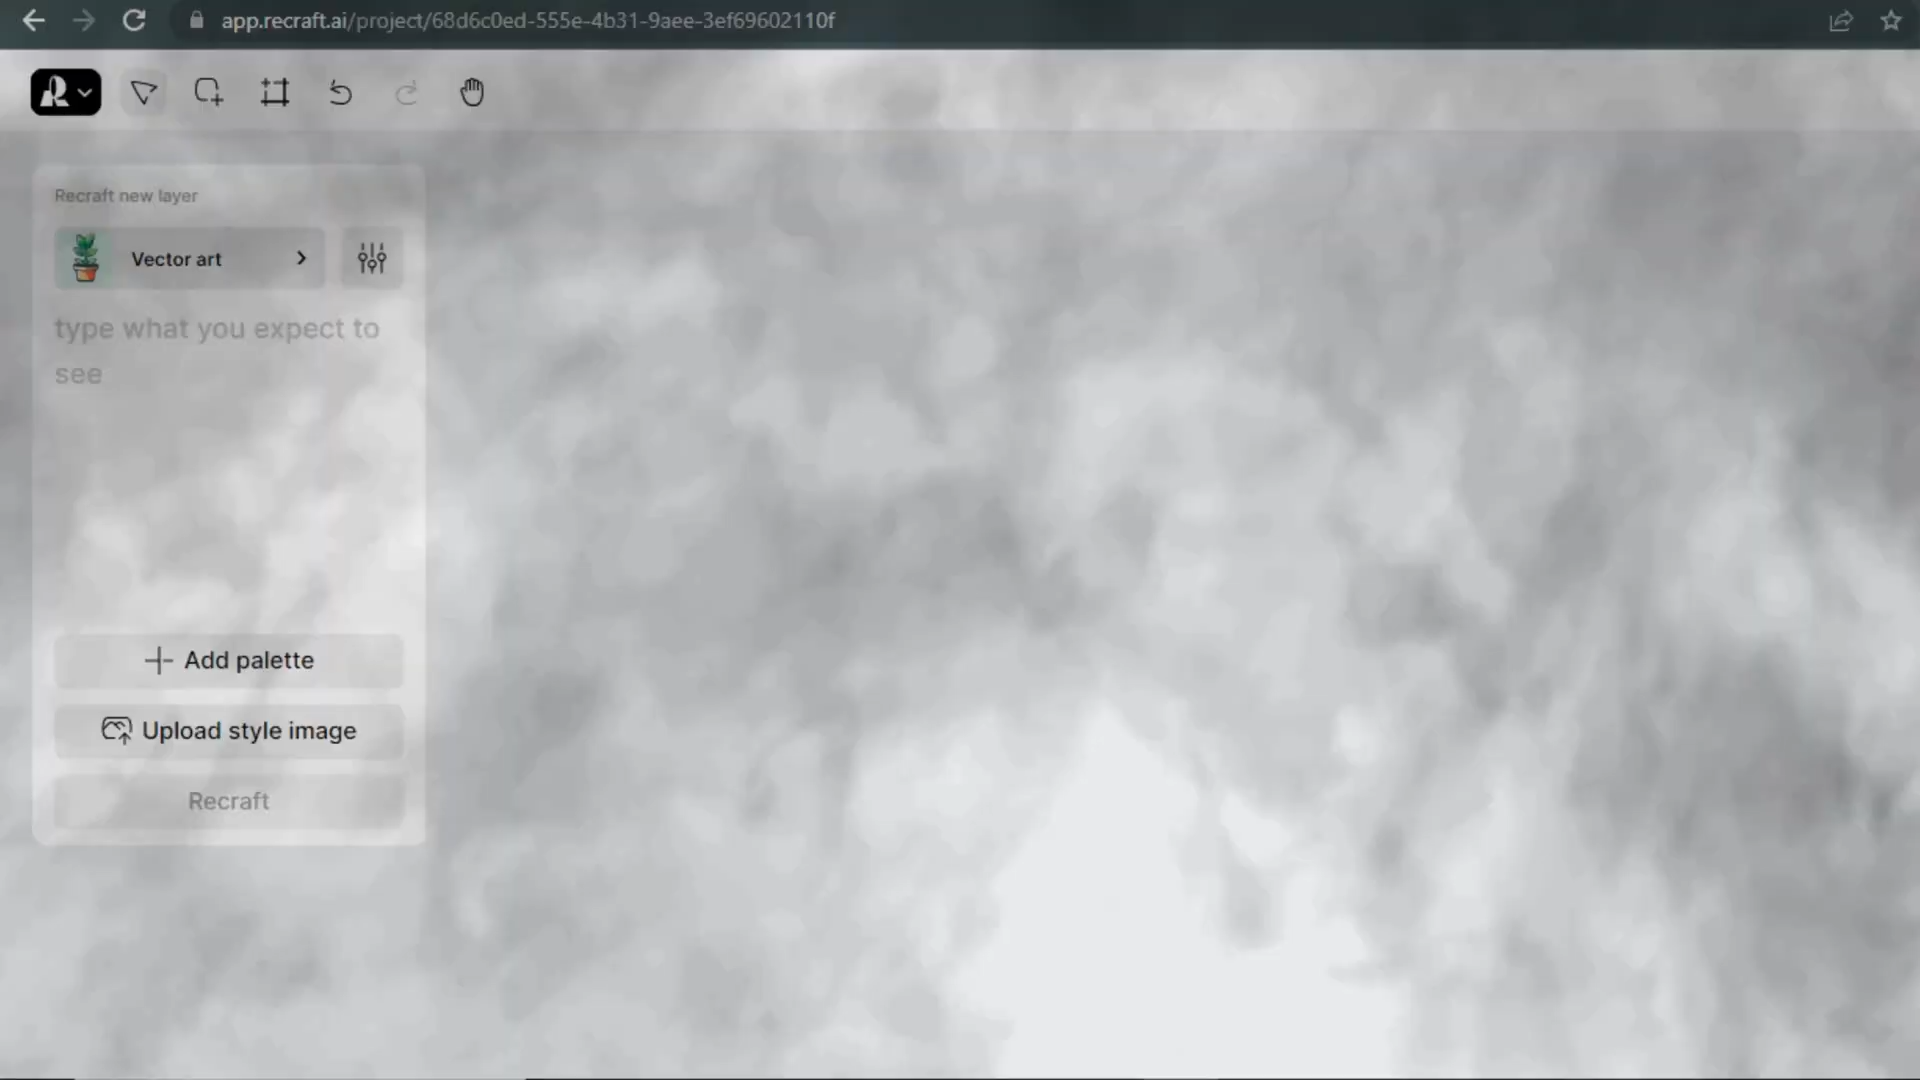 app.recraft.ai/project/68d6c0ed-555e-4b31-9aee-3ef69602110f
Recraft new layer
Vector art
type what you expect to
see
Add palette
Upload style image
Recraft